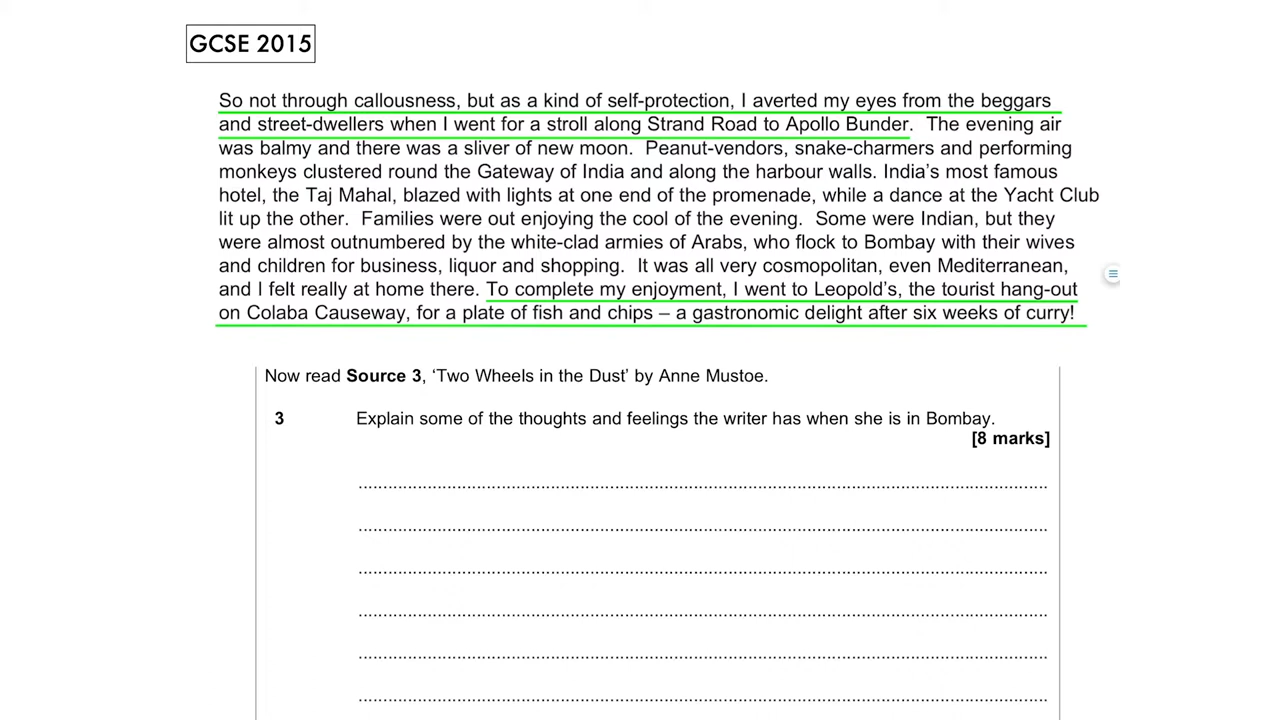 GCSE 2015
So not through callousness, but as a kind of self-protection, I averted my eyes from the beggars
and street-dwellers when I went for a stroll along Strand Road to Apollo Bunder. The evening air
was balmy and there was a sliver of new moon. Peanut-vendors, snake-charmers and performing
monkeys clustered round the Gateway of India and along the harbour walls. India's most famous
hotel, the Taj Mahal, blazed with lights at one end of the promenade, while a dance at the Yacht Club
lit up the other. Families were out enjoying the cool of the evening. Some were Indian, but they
were almost outnumbered by the white-clad armies of Arabs, who flock to Bombay with their wives
and children for business, liquor and shopping. It was all very cosmopolitan, even Mediterranean,
and I felt really at home there. To complete my enjoyment, I went to Leopold's, the tourist hang-out
on Colaba Causeway, for a plate of fish and chips – a gastronomic delight after six weeks of curry!
Now read Source 3, ‘Two Wheels in the Dust’ by Anne Mustoe.
3 Explain some of the thoughts and feelings the writer has when she is in Bombay.
[8 marks]